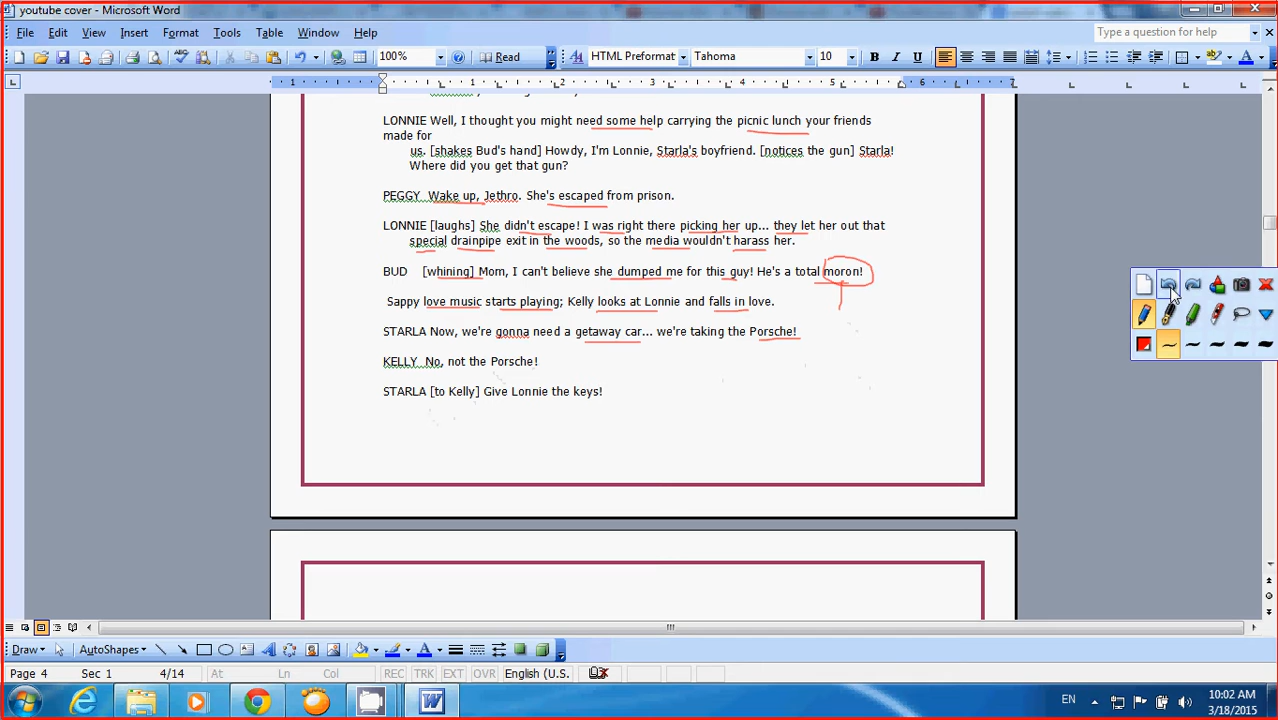 youtube cover - Microsoft Word
File Edit View Insert Format Tools Table Window Help Type a question for help
100% Read HTML Preformat Tahoma 10 B I U
1 1 2 3 4 5 6 7
LONNIE Well, I thought you might need some help carrying the picnic lunch your friends
made for
us. [shakes Bud's hand] Howdy, I'm Lonnie, Starla's boyfriend. [notices the gun] Starla!
Where did you get that gun?
PEGGY Wake up, Jethro. She's escaped from prison.
LONNIE [laughs] She didn't escape! I was right there picking her up... they let her out that
special drainpipe exit in the woods, so the media wouldn't harass her.
BUD [whining] Mom, I can't believe she dumped me for this guy! He's a total moron!
Sappy love music starts playing; Kelly looks at Lonnie and falls in love.
STARLA Now, we're gonna need a getaway car... we're taking the Porsche!
KELLY No, not the Porsche!
STARLA [to Kelly] Give Lonnie the keys!
Draw AutoShapes
Page 4 Sec 1 4/14 At Ln Col REC TRK EXT OVR English (U.S.
EN 10:02 AM
3/18/2015